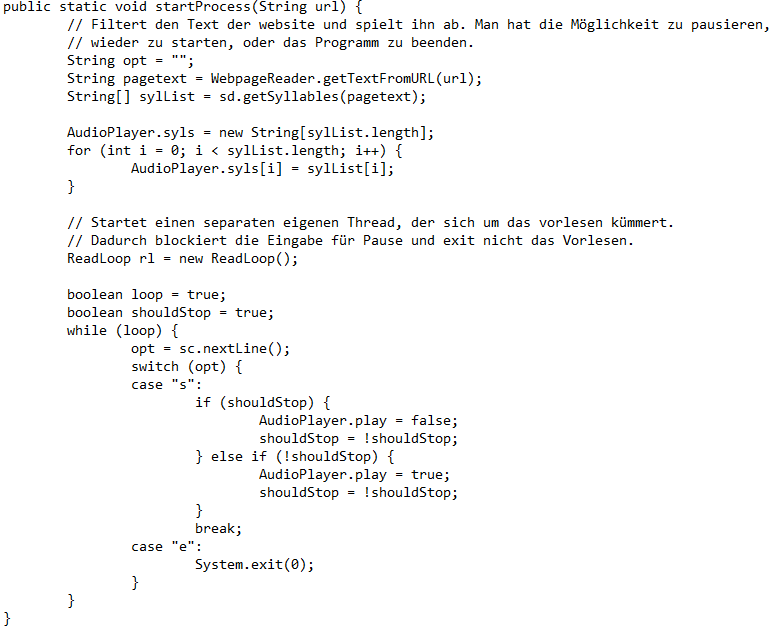 public static void startProcess(String url) {
// Filtert den Text der website und spielt ihn ab. Man hat die Möglichkeit zu pausieren,
// wieder zu starten, oder das Programm zu beenden.
String opt = "";
String pagetext = WebpageReader.getTextFromURL(url);
String[] sylList = sd.getSyllables(pagetext);
AudioPlayer.syls = new String[sylList.length];
for (int i = 0; i < sylList.length; i++) {
AudioPlayer.syls[i] = sylList[i];
}
// Startet einen separaten eigenen Thread, der sich um das vorlesen kümmert.
// Dadurch blockiert die Eingabe für Pause und exit nicht das Vorlesen.
ReadLoop rl = new ReadLoop();
boolean loop = true;
boolean shouldStop = true;
while (loop) {
opt = sc.nextLine();
switch (opt) {
case "s":
if (shouldStop) {
AudioPlayer.play = false;
shouldStop = !shouldStop;
} else if (!shouldStop) {
AudioPlayer.play = true;
shouldStop = !shouldStop;
}
break;
case "e":
System.exit(0);
}
}
}